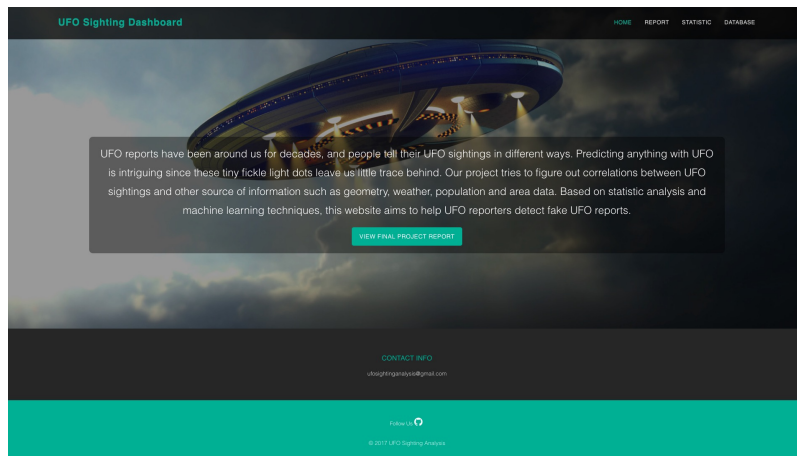 UFO Sighting Dashboard
HOME REPORT STATISTIC DATABASE
UFO reports have been around us for decades, and people tell their UFO sightings in different ways. Predicting anything with UFO
is intriguing since these tiny fickle light dots leave us little trace behind. Our project tries to figure out correlations between UFO
sightings and other source of information such as geometry, weather, population and area data. Based on statistic analysis and
machine learning techniques, this website aims to help UFO reporters detect fake UFO reports.
VIEW FINAL PROJECT REPORT
CONTACT INFO
ufosightinganalysis@gmail.com
Follow Us
© 2017 UFO Sighting Analysis